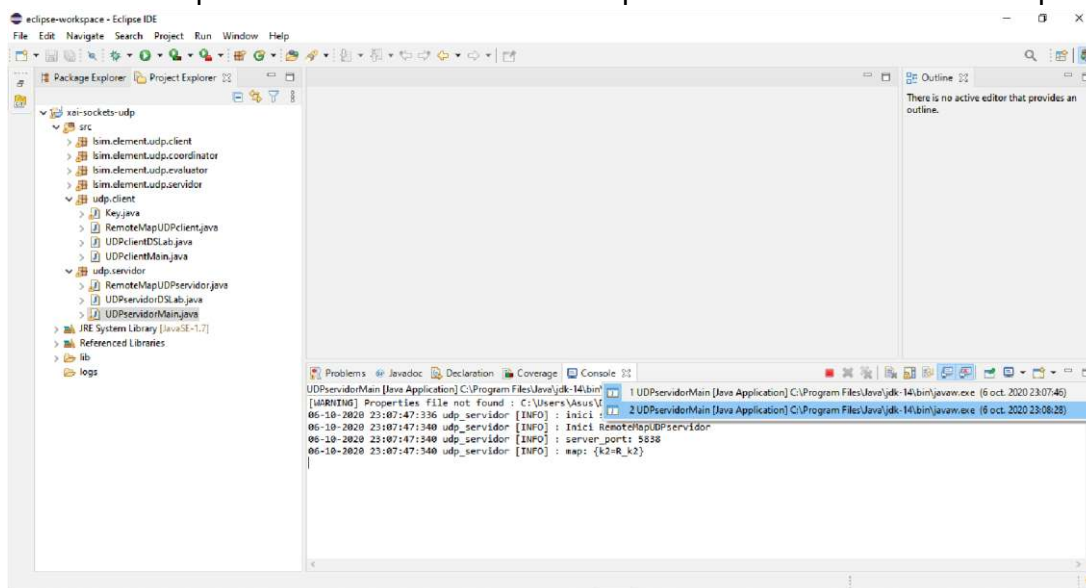 eclipse-workspace - Eclipse IDE
File Edit Navigate Search Project Run Window Help
Package Explorer Project Explorer
Outline
There is no active editor that provides an
outline.
xai-sockets-udp
src
lsim.element.udp.client
lsim.element.udp.coordinator
lsim.element.udp.evaluator
lsim.element.udp.servidor
udp.client
Key.java
RemoteMapUDPclient.java
UDPclientDSLab.java
UDPclientMain.java
udp.servidor
RemoteMapUDPservidor.java
UDPservidorDSLab.java
UDPservidorMain.java
JRE System Library [JavaSE-1.7]
Referenced Libraries
lib
logs
Problems Javadoc Declaration Coverage Console
UDPservidorMain [Java Application] C:\Program Files\Java\jdk-14\bin
1 UDPservidorMain [Java Application] C:\Program Files\Java\jdk-14\bin\javaw.exe (6 oct. 2020 23:07:46)
2 UDPservidorMain [Java Application] C:\Program Files\Java\jdk-14\bin\javaw.exe (6 oct. 2020 23:08:28)
[WARNING] Properties file not found : C:\Users\Asus\
06-10-2020 23:07:47:336 udp_servidor [INFO] : inici
06-10-2020 23:07:47:340 udp_servidor [INFO] : Inici RemoteMapUDPservidor
06-10-2020 23:07:47:340 udp_servidor [INFO] : server_port: 5838
06-10-2020 23:07:47:340 udp_servidor [INFO] : map: {k2=R_k2}